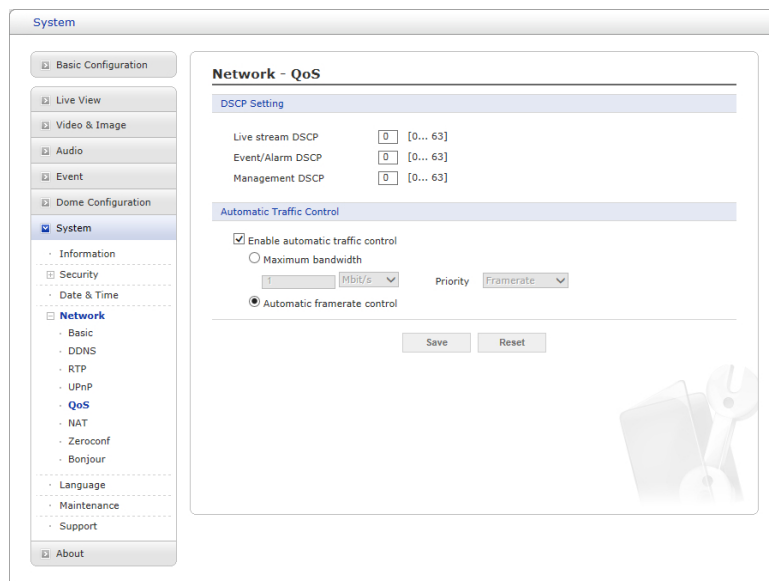 System
Basic Configuration
Live View
Video & Image
Audio
Event
Dome Configuration
System
Information
Security
Date & Time
Network
Basic
DDNS
RTP
UPnP
QoS
NAT
Zeroconf
Bonjour
Language
Maintenance
Support
About
Network - QoS
DSCP Setting
Live stream DSCP 0 [0... 63]
Event/Alarm DSCP 0 [0... 63]
Management DSCP 0 [0... 63]
Automatic Traffic Control
Enable automatic traffic control
Maximum bandwidth
1 Mbit/s Priority Framerate
Automatic framerate control
Save Reset